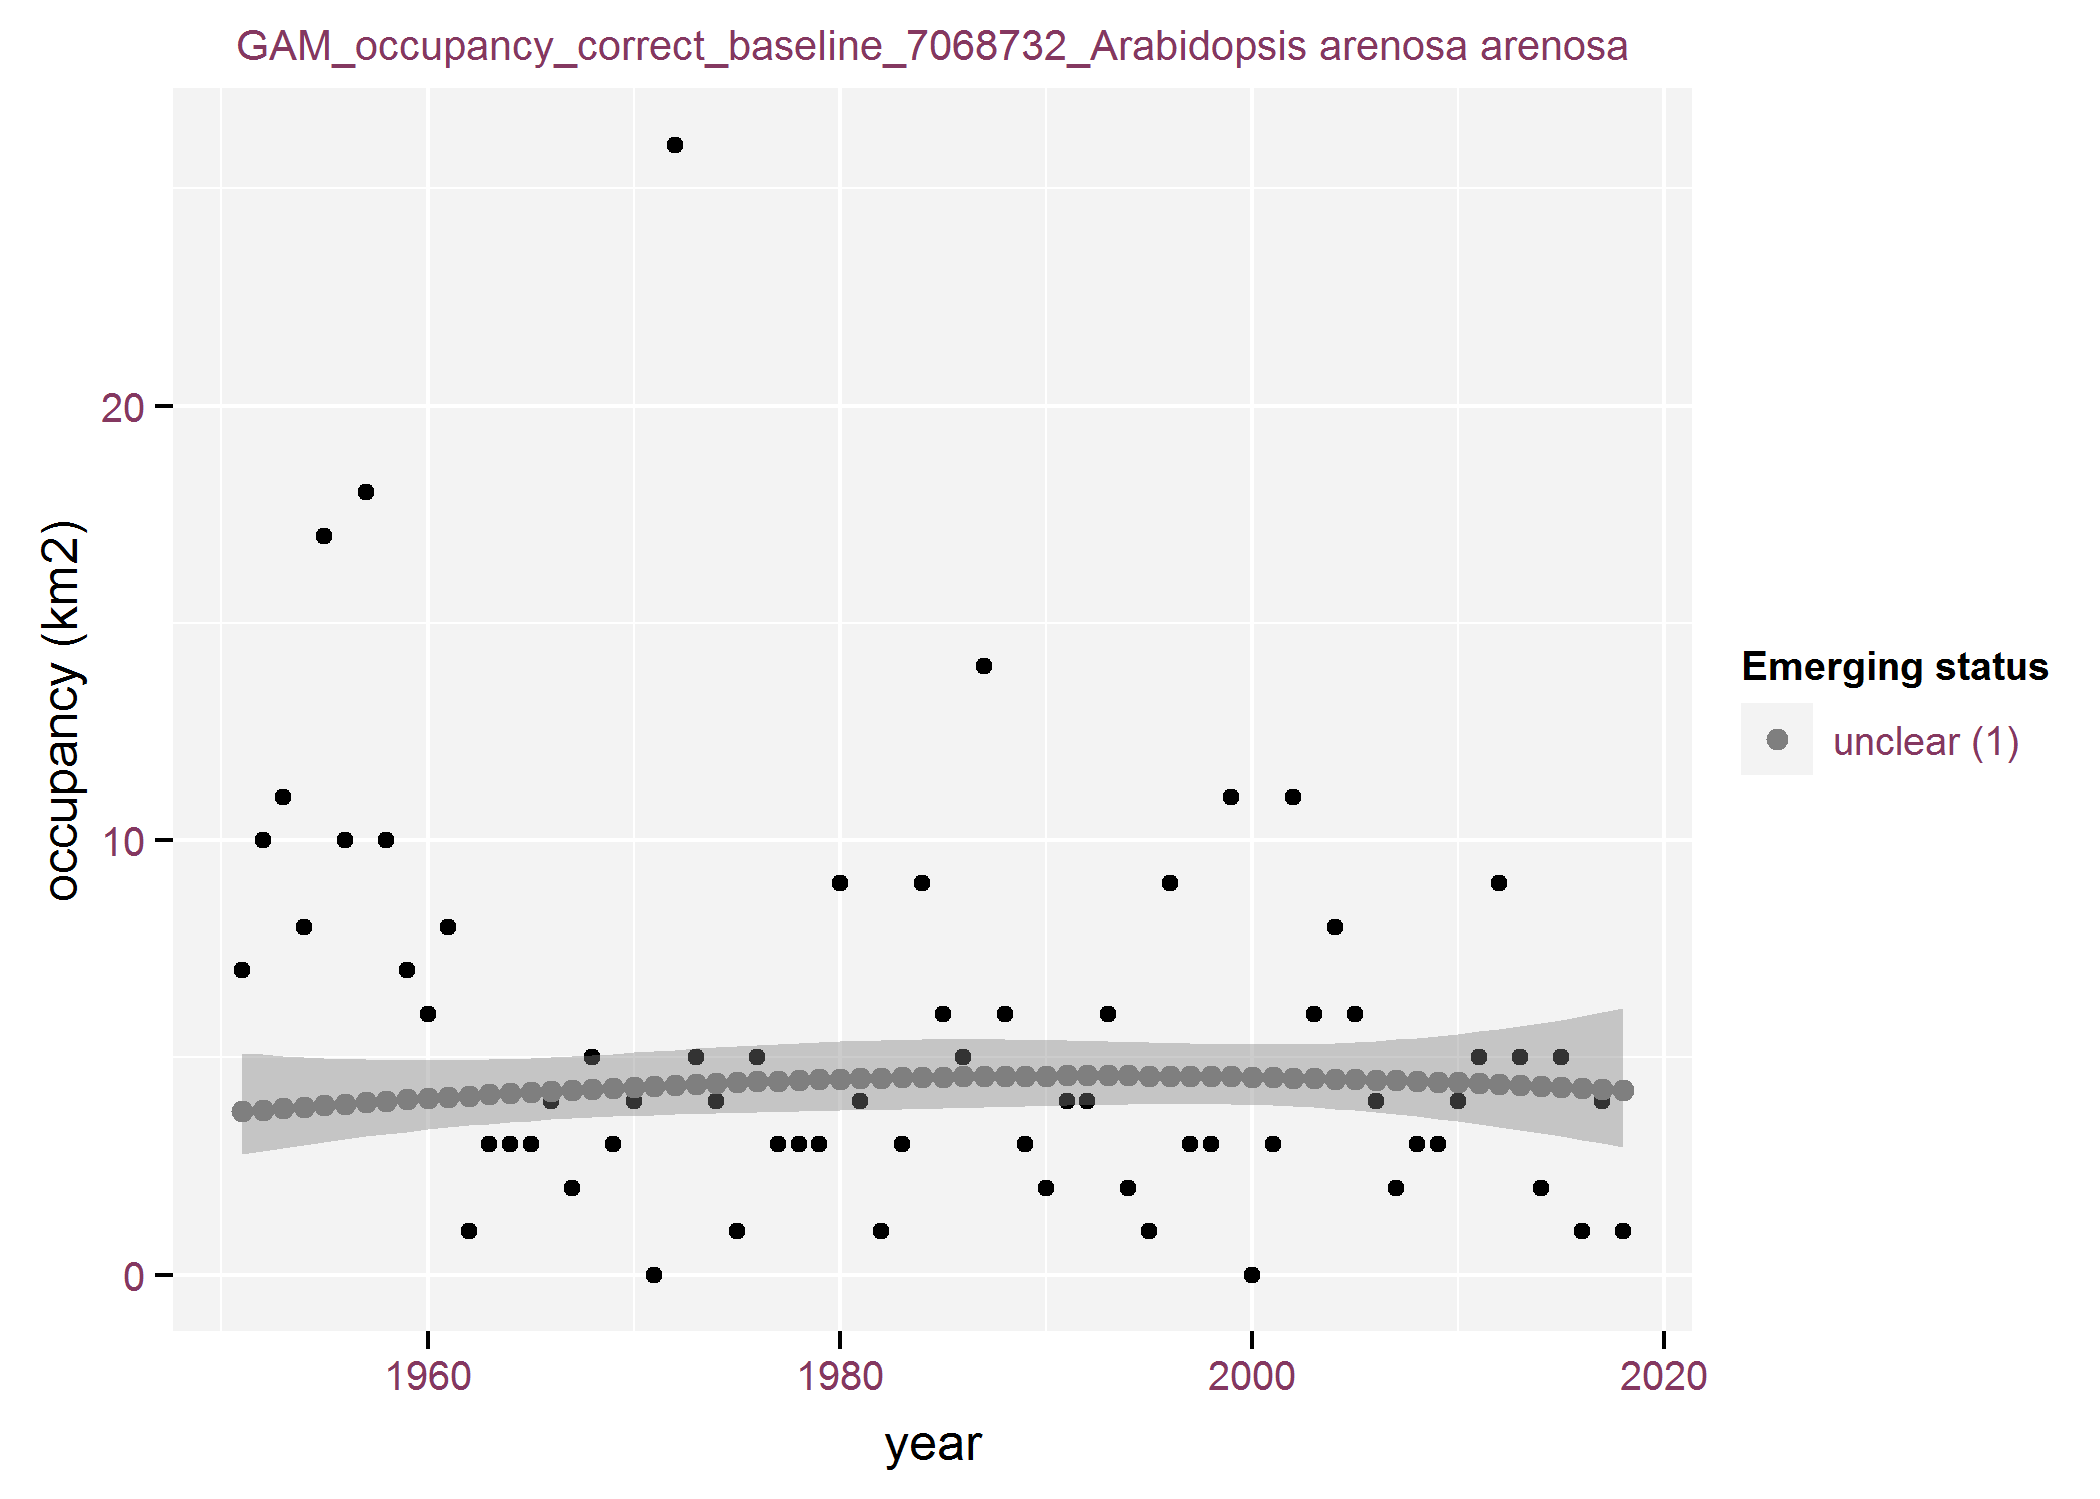 GAM_occupancy_correct_baseline_7068732_Arabidopsis arenosa arenosa
occupancy (km2)
20
10
0
1960
1980
2000
2020
year
Emerging status
unclear (1)